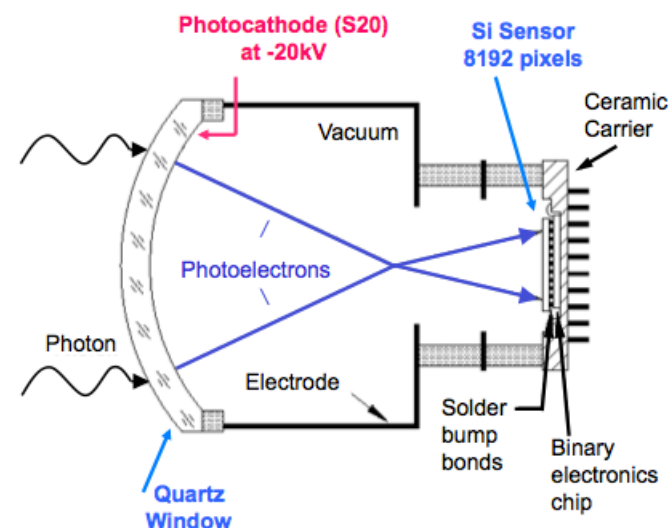 Photocathode (S20)
at -20kV
Si Sensor
8192 pixels
Ceramic
Carrier
Vacuum
Photoelectrons
Photon
Electrode
Solder
bump
bonds
Binary
electronics
chip
Quartz
Window